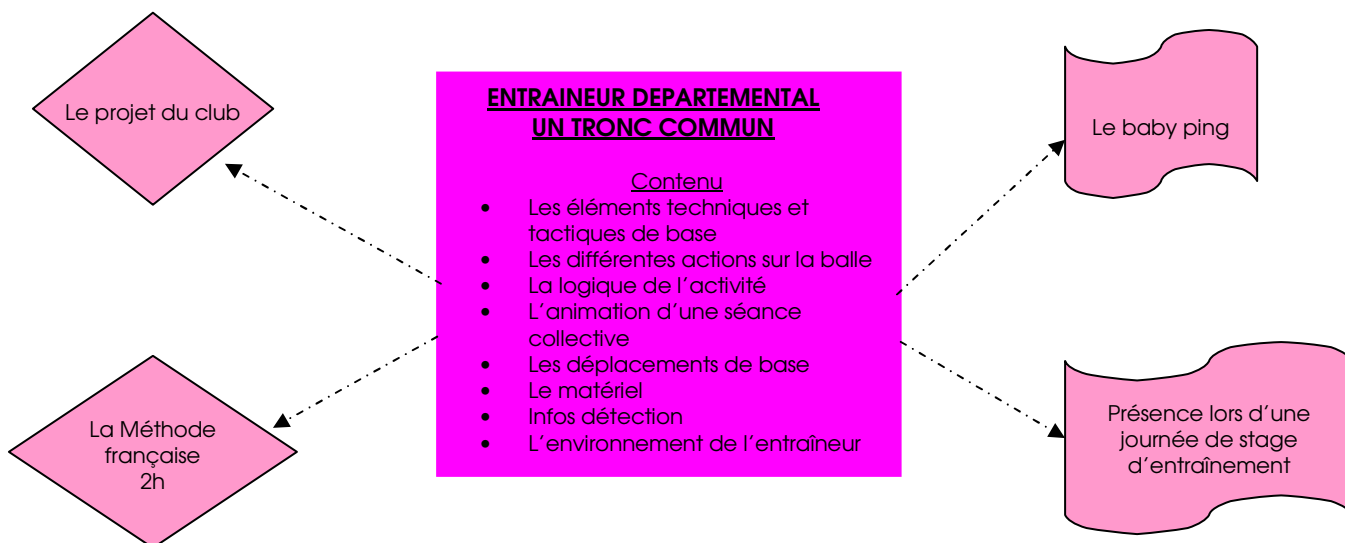 Le projet du club
ENTRAINEUR DEPARTEMENTAL
UN TRONC COMMUN
Contenu
• Les éléments techniques et
tactiques de base
• Les différentes actions sur la balle
• La logique de l'activité
• L'animation d'une séance
collective
• Les déplacements de base
• Le matériel
• Infos détection
• L'environnement de l'entraîneur
Le baby ping
La Méthode
française
2h
Présence lors d'une
journée de stage
d'entraînement